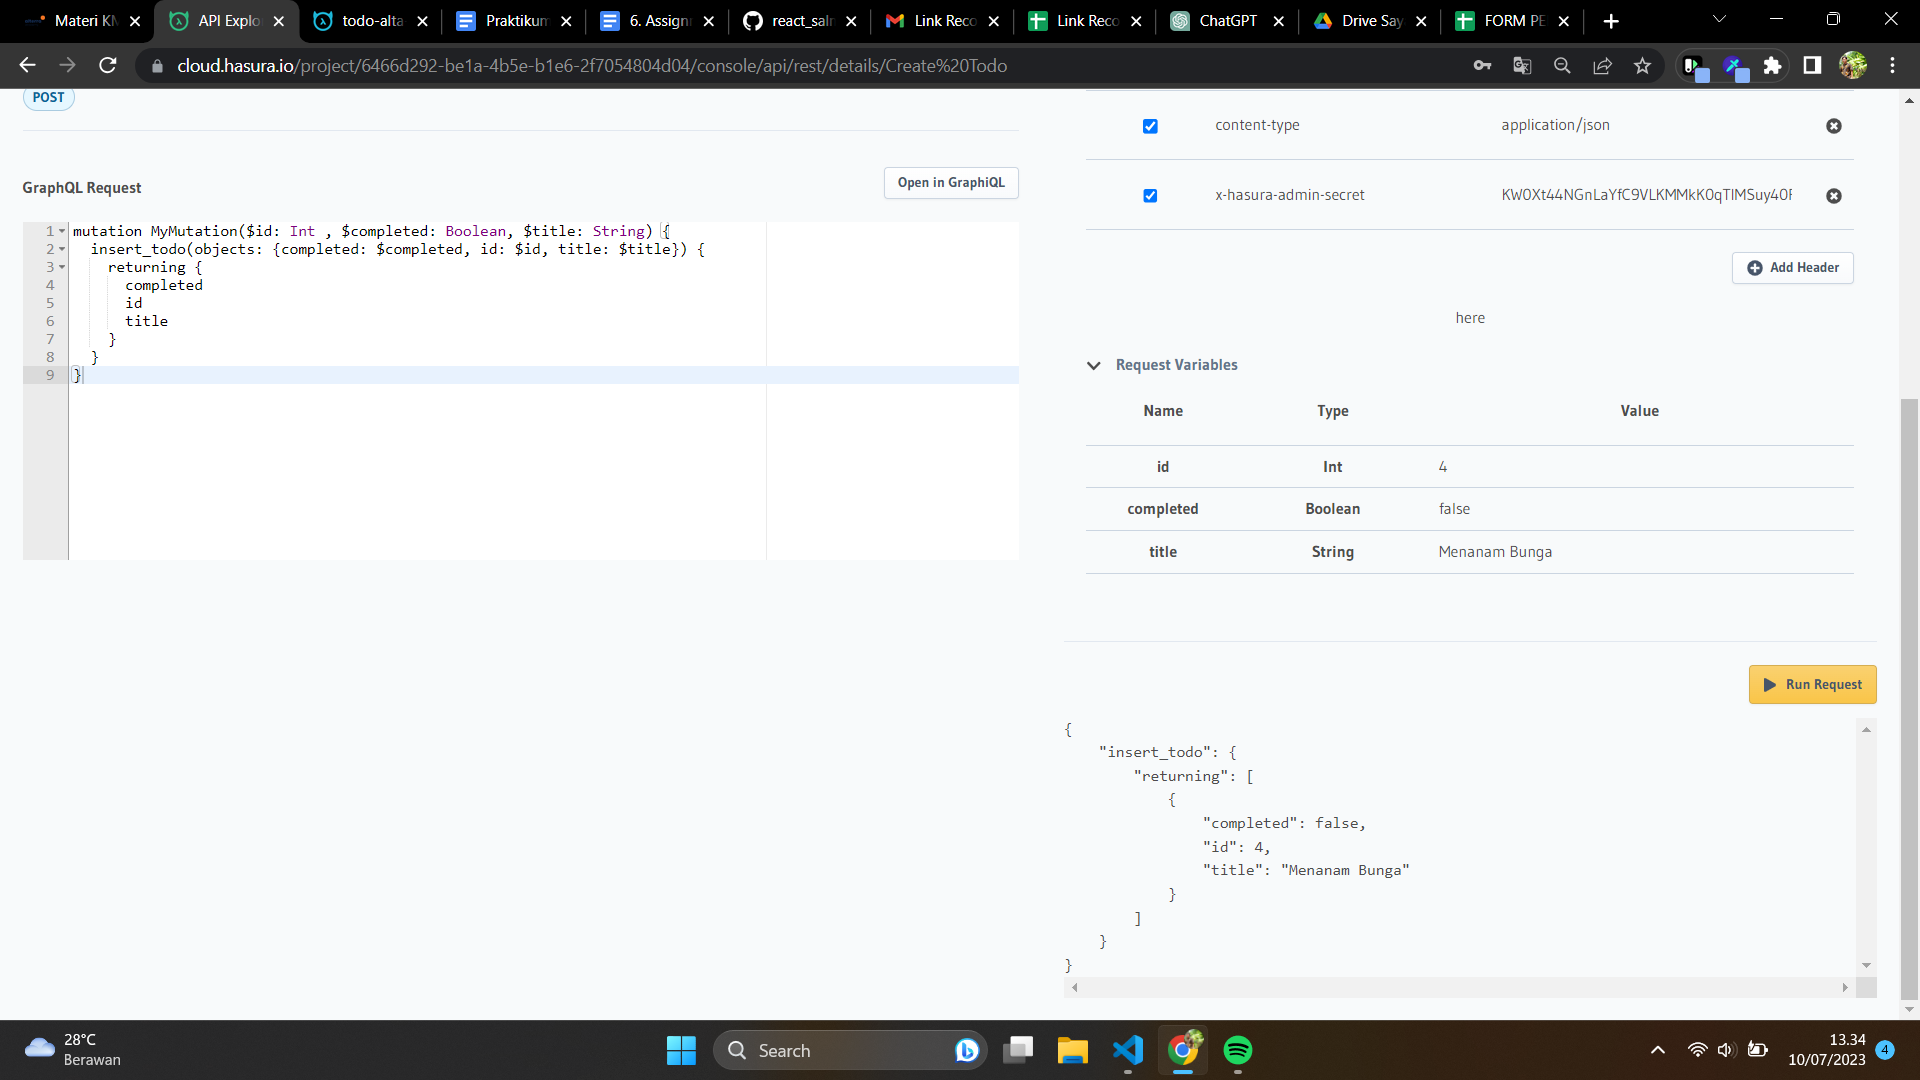 Materi KM
API Explo
todo-alta
Praktikum
6. Assign
react_sal
Link Reco
Link Reco
ChatGPT
Drive Say
FORM PE
cloud.hasura.io/project/6466d292-be1a-4b5e-b1e6-2f7054804d04/console/api/rest/details/Create%20Todo
POST
GraphQL Request
Open in GraphiQL
1 mutation MyMutation($id: Int , $completed: Boolean, $title: String) {
2 insert_todo(objects: {completed: $completed, id: $id, title: $title}) {
3 returning {
4 completed
5 id
6 title
7 }
8 }
9 }
content-type application/json
x-hasura-admin-secret
Add Header
here
Request Variables
Name Type Value
id Int 4
completed Boolean false
title String Menanam Bunga
Run Request
{
"insert_todo": {
"returning": [
{
"completed": false,
"id": 4,
"title": "Menanam Bunga"
}
]
}
}
28°C
Berawan
Search
13.34
10/07/2023
4